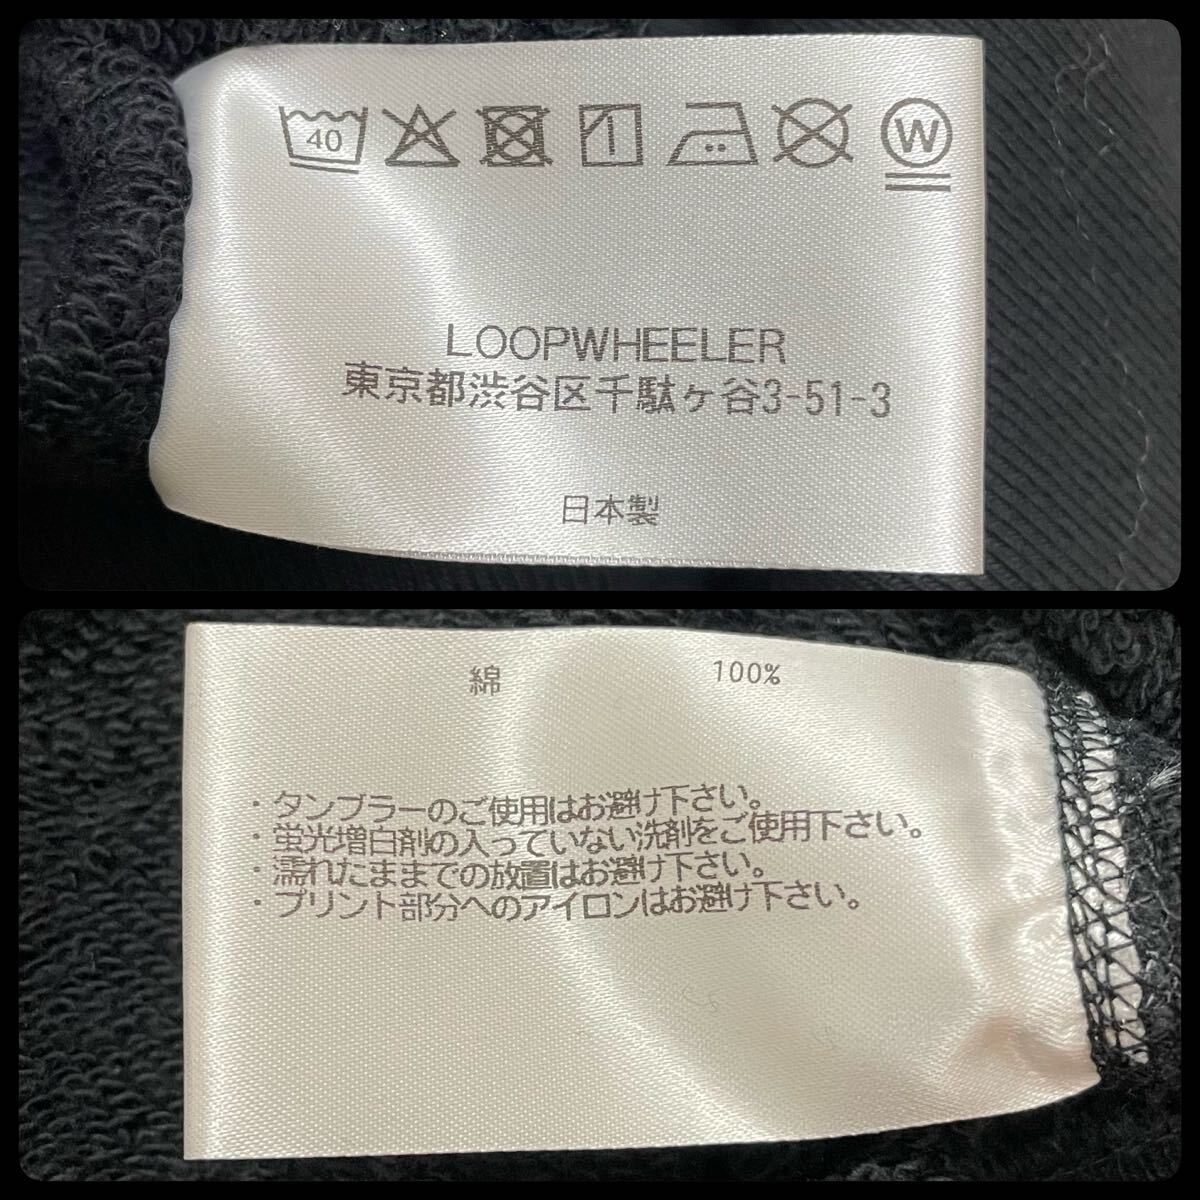 40
W
LOOPWHEELER
東京都渋谷区千駄ヶ谷3-51-3
日本製
綿 100%
・タンブラーのご使用はお避け下さい。
・蛍光増白剤の入っていない洗剤をご使用下さい。
・濡れたままでの放置はお避け下さい。
・プリント部分へのアイロンはお避け下さい。